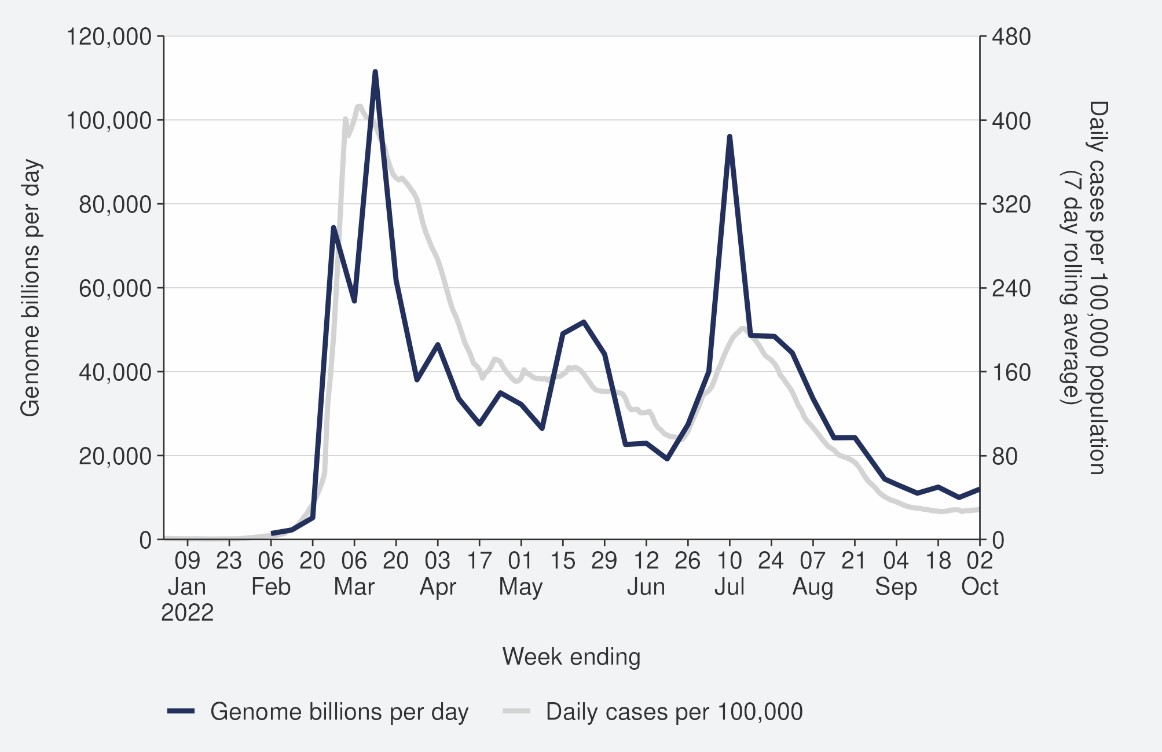 120,000
100,000
80,000
60,000
40,000
20,000
0
Genome billions per day
480
400
320
240
160
80
0
Daily cases per 100,000 population
(7 day rolling average)
09 23 06 20 06 20 03 17 01 15 29 12 26 10 24 07 21 04 18 02
Jan Feb Mar Apr May Jun Jul Aug Sep Oct
2022
Week ending
Genome billions per day Daily cases per 100,000